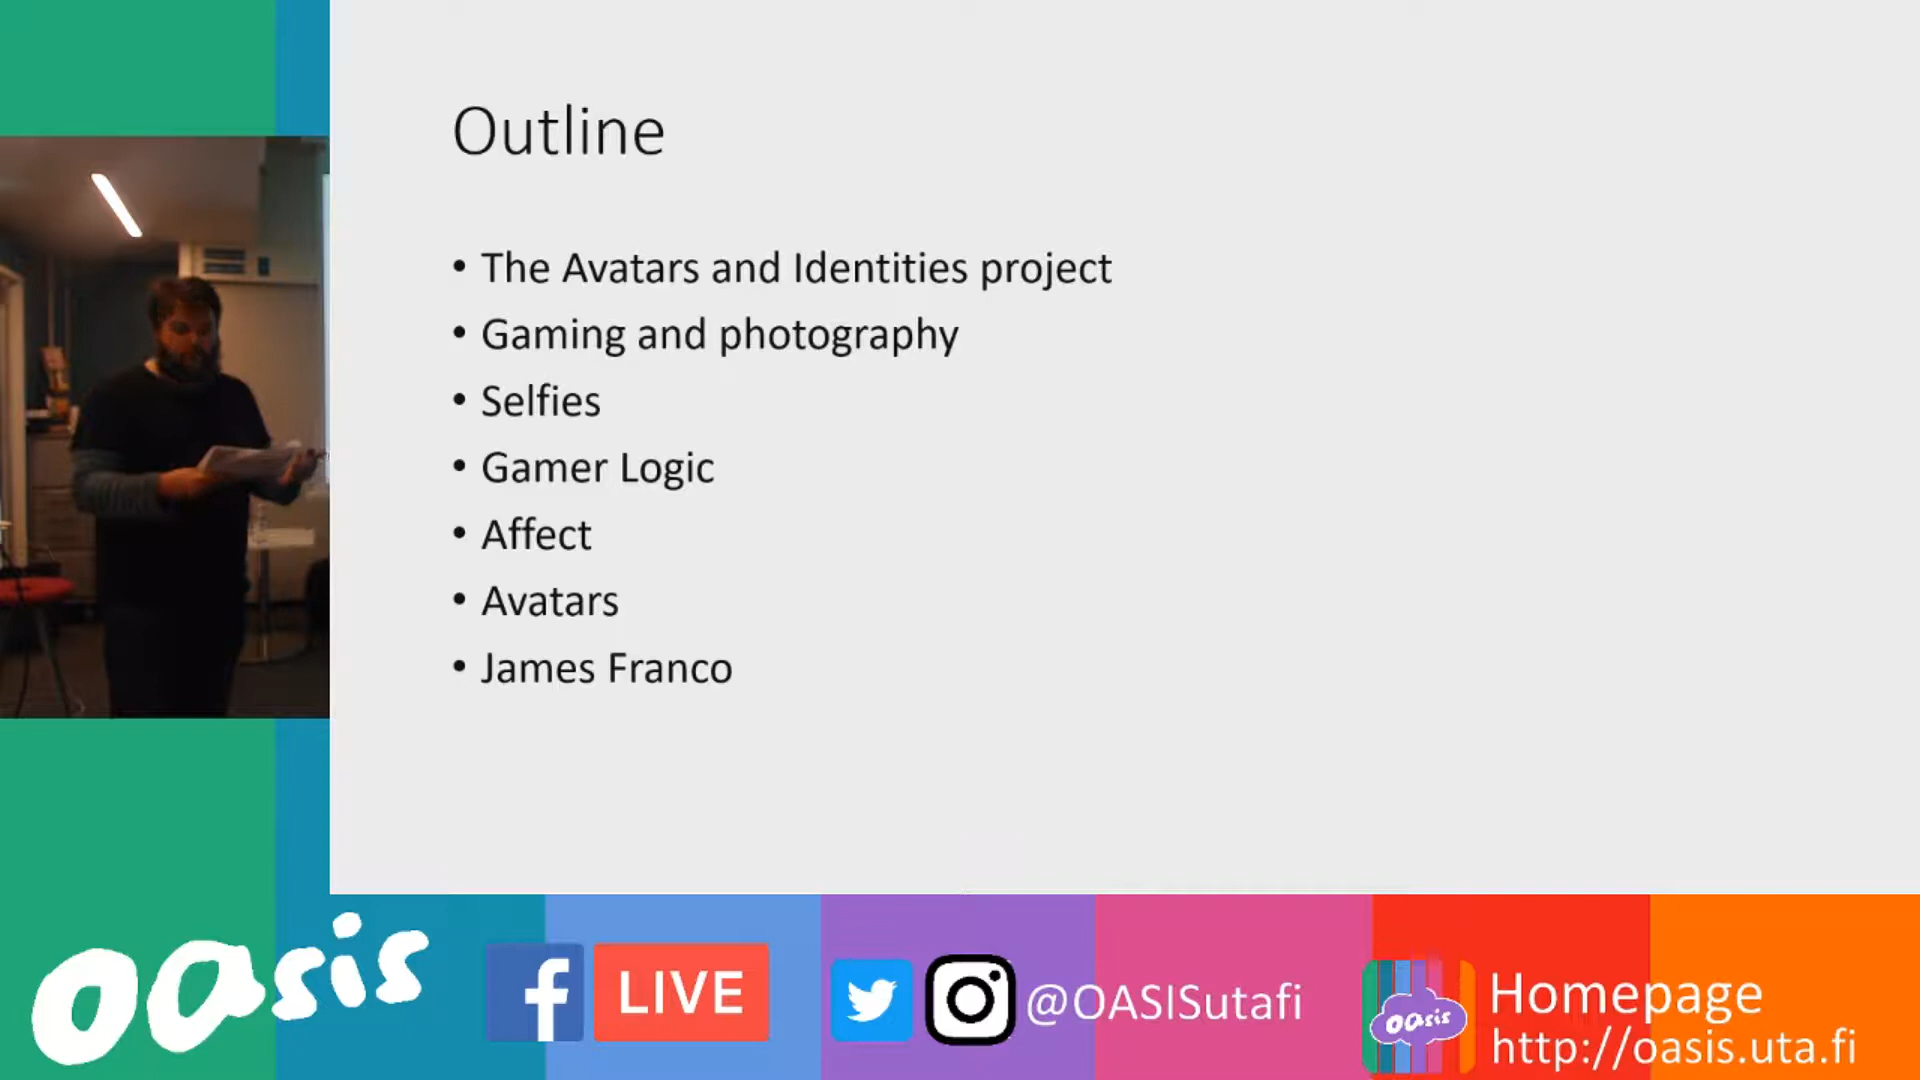 Outline
• The Avatars and Identities project
• Gaming and photography
• Selfies
• Gamer Logic
• Affect
• Avatars
• James Franco
oasis
f LIVE
@OASISutafi
oasis
Homepage
http://oasis.uta.fi